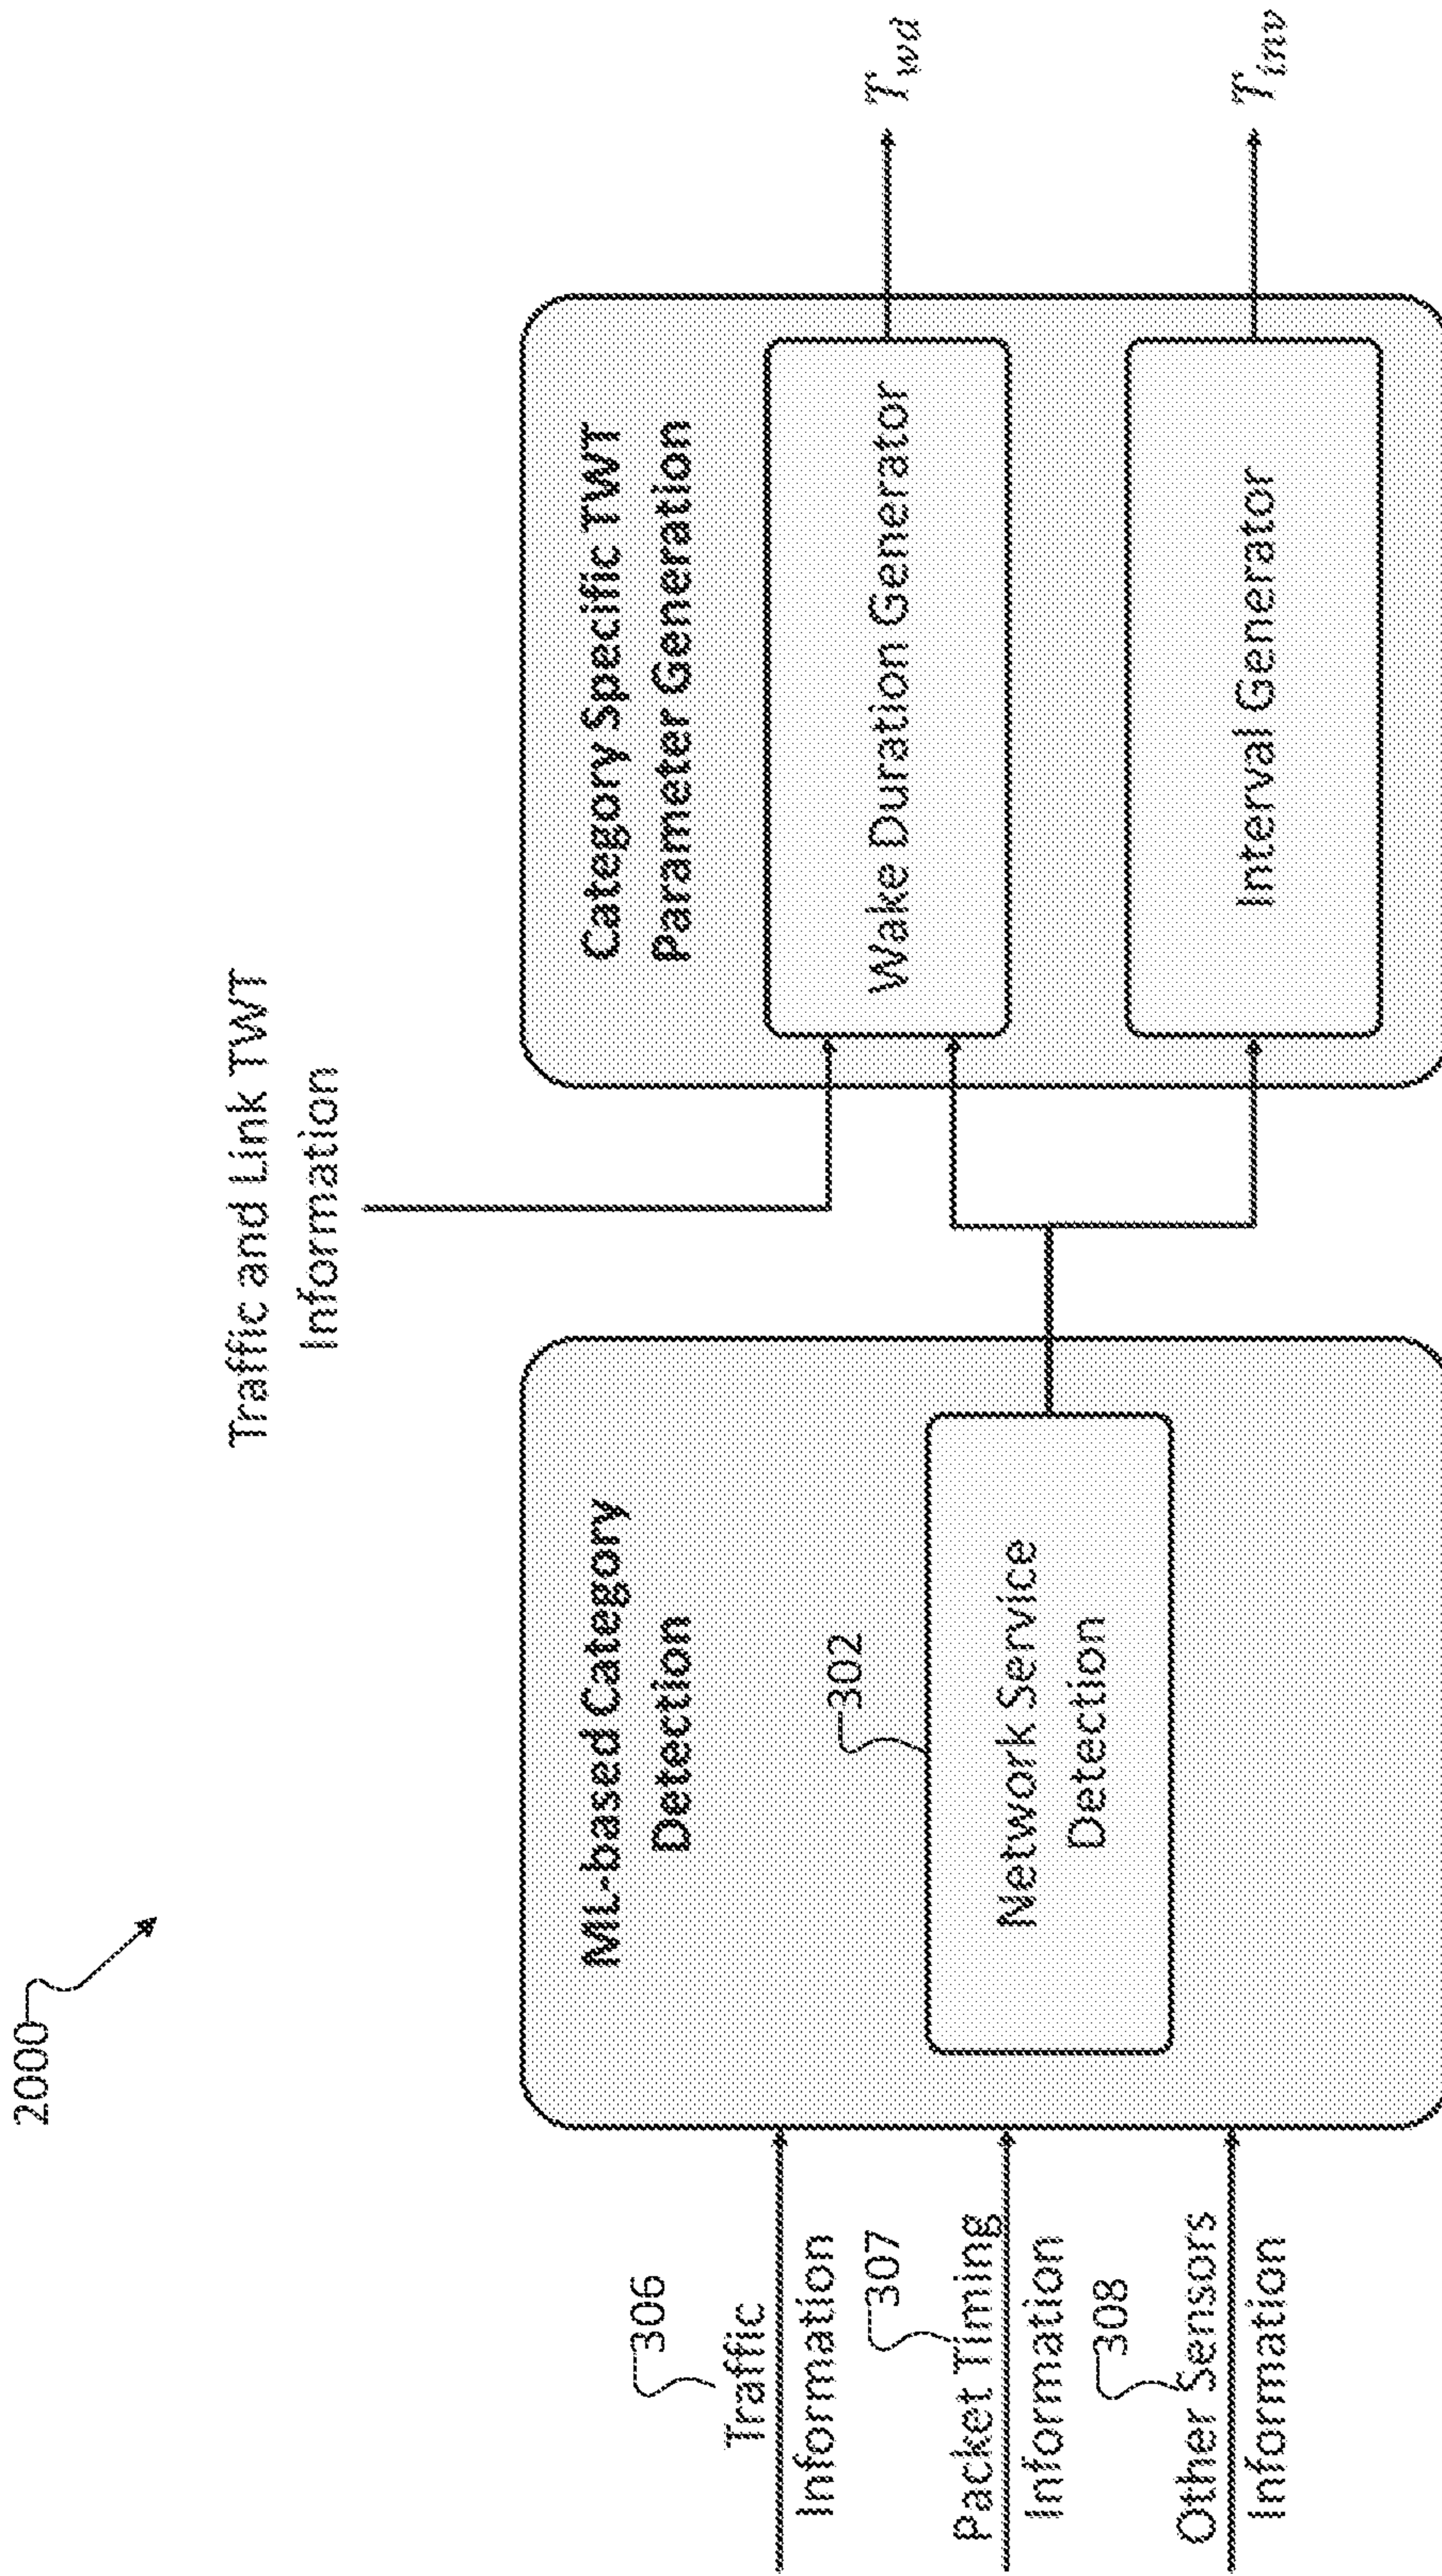 2000
Traffic and Link TWT
Information
306
Traffic
Information
307
Packet Timing
Information
308
Other Sensors
Information
ML-based Category
Detection
302
Network Service
Detection
Category Specific TWT
Parameter Generation
Wake Duration Generator
Interval Generator
T_wd
T_inv